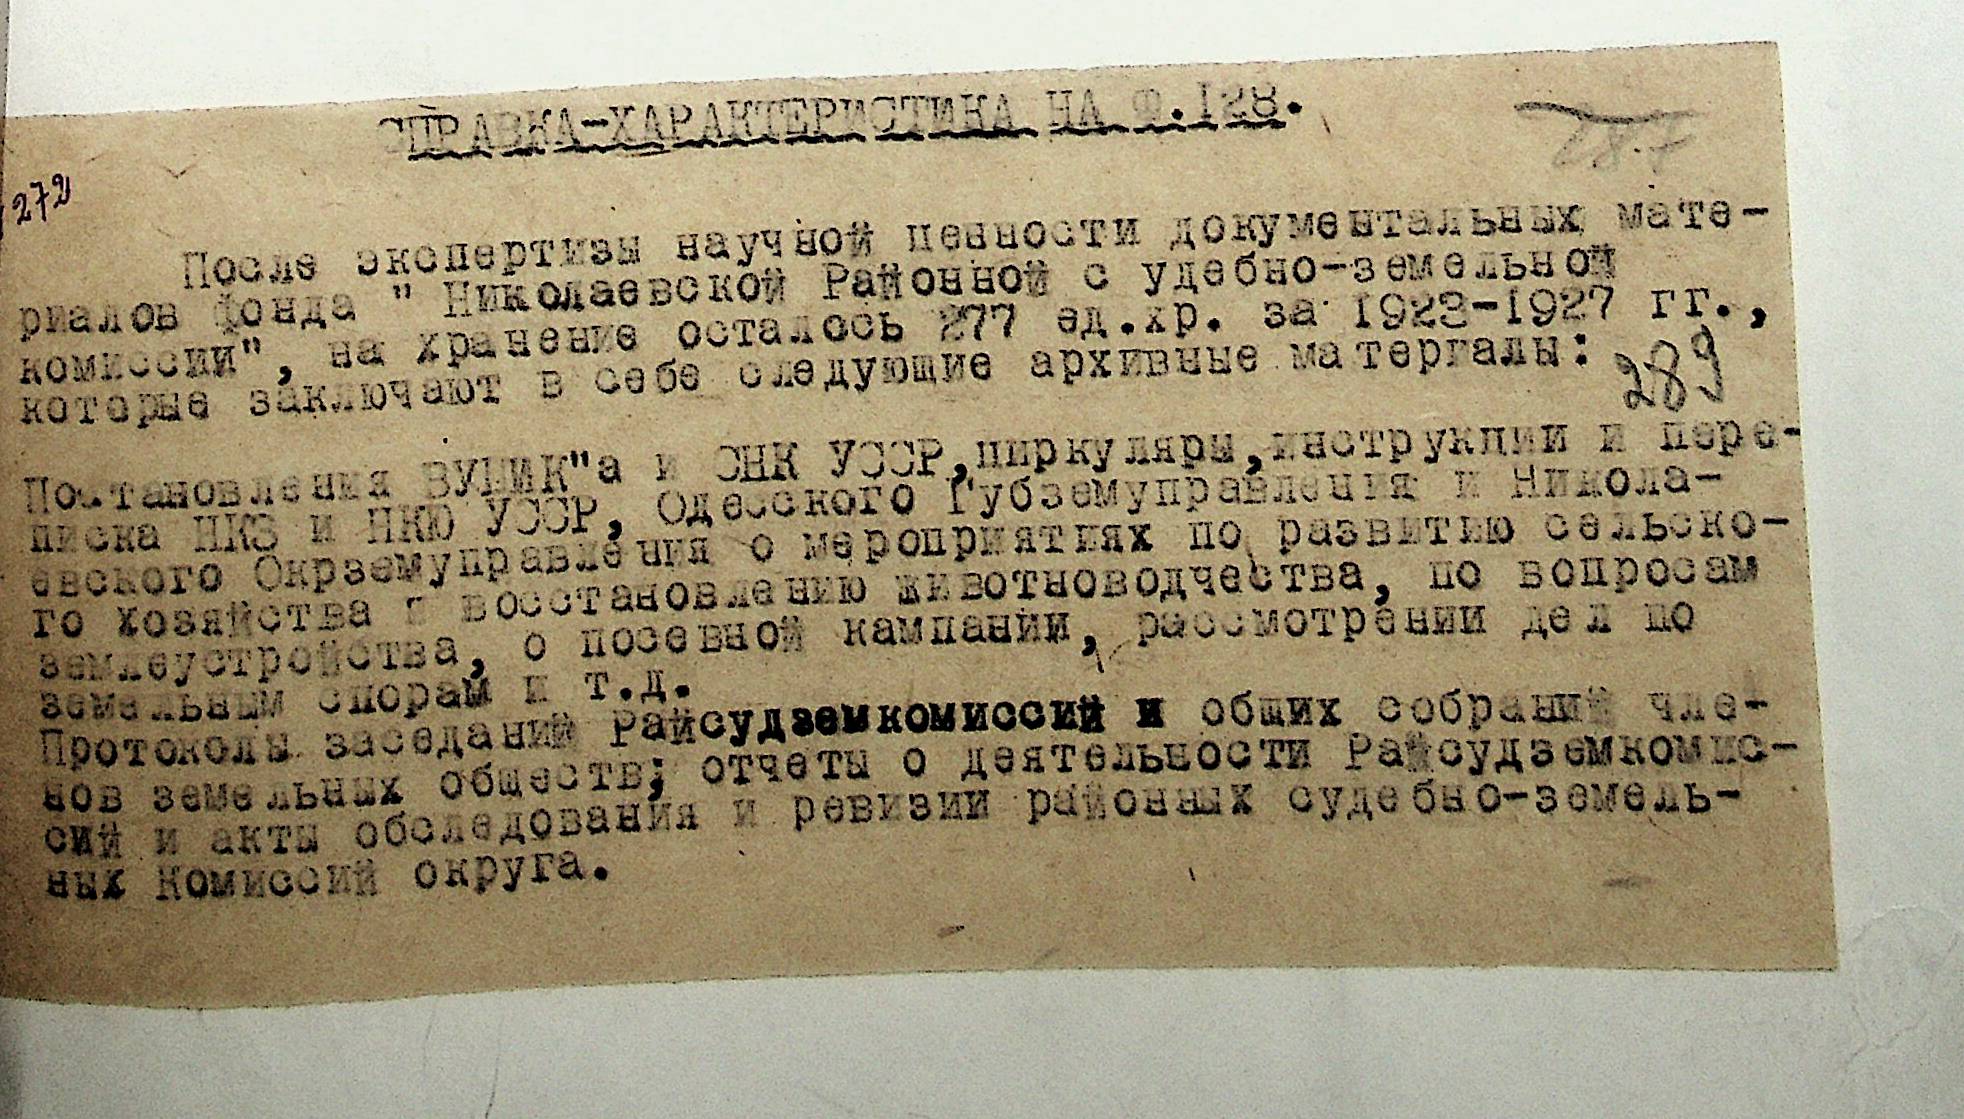 СПРАВКА-ХАРАКТЕРИСТИКА НА Ф.128.
287
272
После экспертизы научной ценности документальных мате-
риалов фонда " Николаевской Районной с удебно-земельной
комиссии", на хранение осталось 277 ед.хр. за 1923-1927 гг.,
которые заключают в себе следующие архивные материалы:
289
Постановления ВУЦИК"а и СНК УССР,циркуляры,инструкции и пере-
писка НКЗ и НКЮ УССР, Одесского Губземуправления и Никола-
евского Окрземуправления о мероприятиях по развитию сельско-
го хозяйства и восстановлению животноводчества, по вопросам
землеустройства, о посевной кампании, рассмотрении дел по
земельным спорам и т.д.
Протоколы заседаний Райсудземкомиссий и общих собраний чле-
нов земельных обществ; отчеты о деятельности Райсудземкомис-
сий и акты обследования и ревизии районных судебно-земель-
ных комиссий округа.